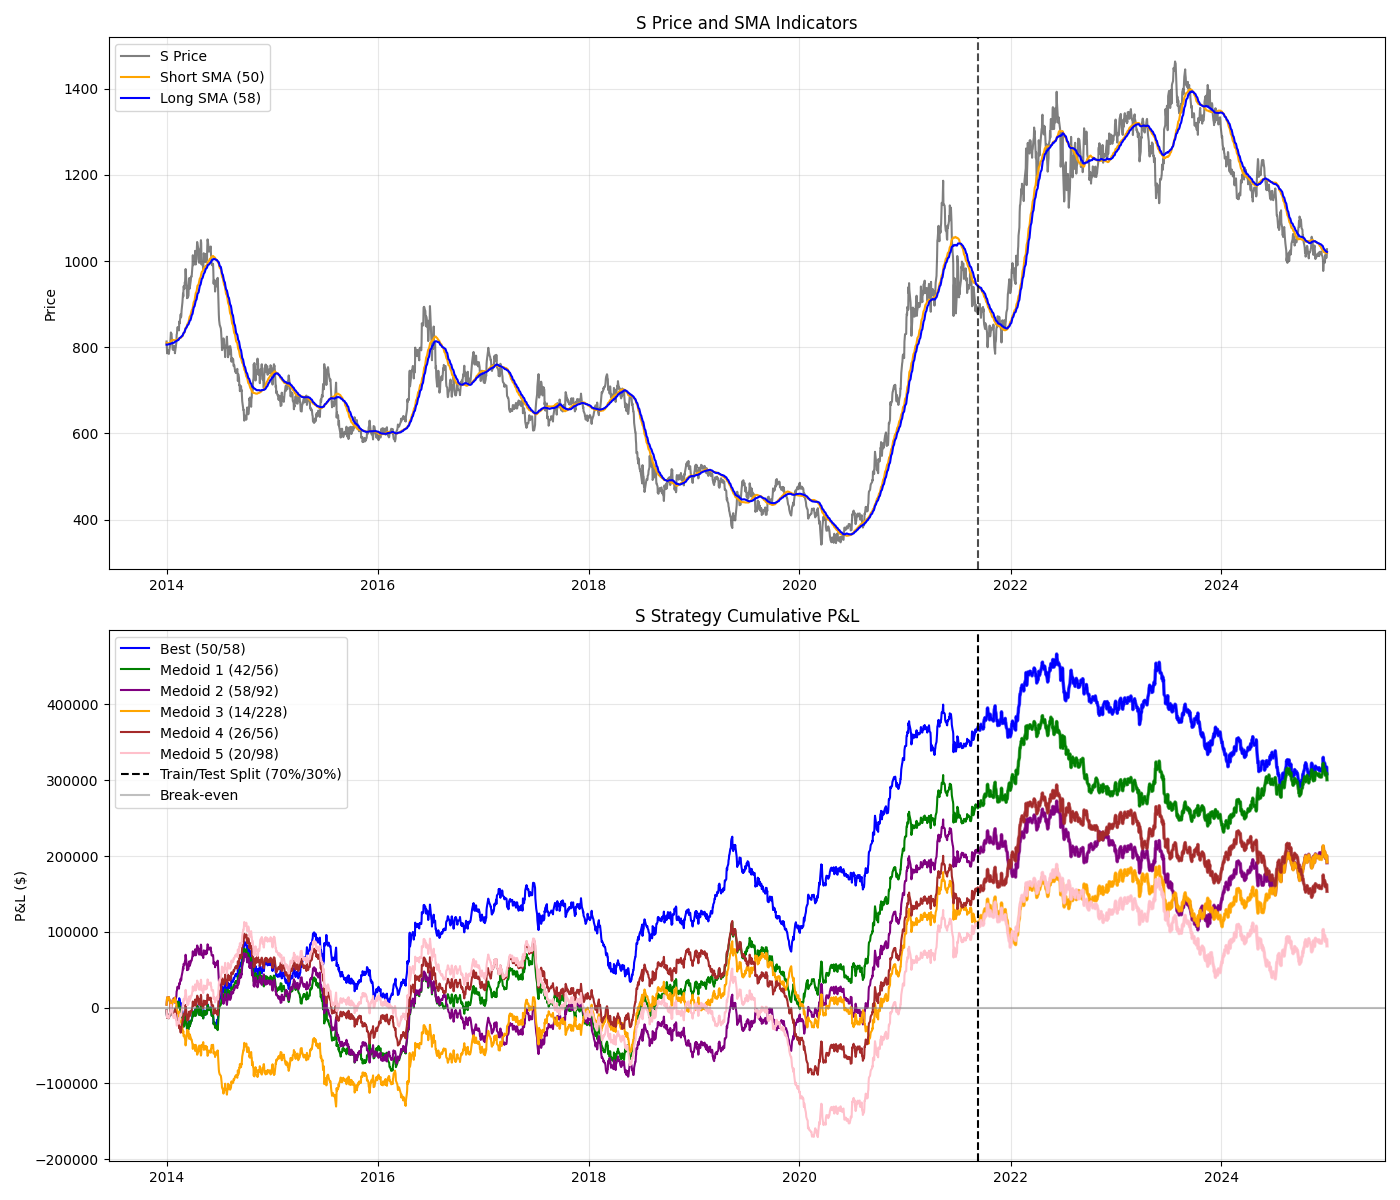 S Price and SMA Indicators
S Price
Short SMA (50)
Long SMA (58)
Price
1400
1200
1000
800
600
400
2014
2016
2018
2020
2022
2024
S Strategy Cumulative P&L
Best (50/58)
Medoid 1 (42/56)
Medoid 2 (58/92)
Medoid 3 (14/228)
Medoid 4 (26/56)
Medoid 5 (20/98)
Train/Test Split (70%/30%)
Break-even
P&L ($)
400000
300000
200000
100000
0
−100000
−200000
2014
2016
2018
2020
2022
2024